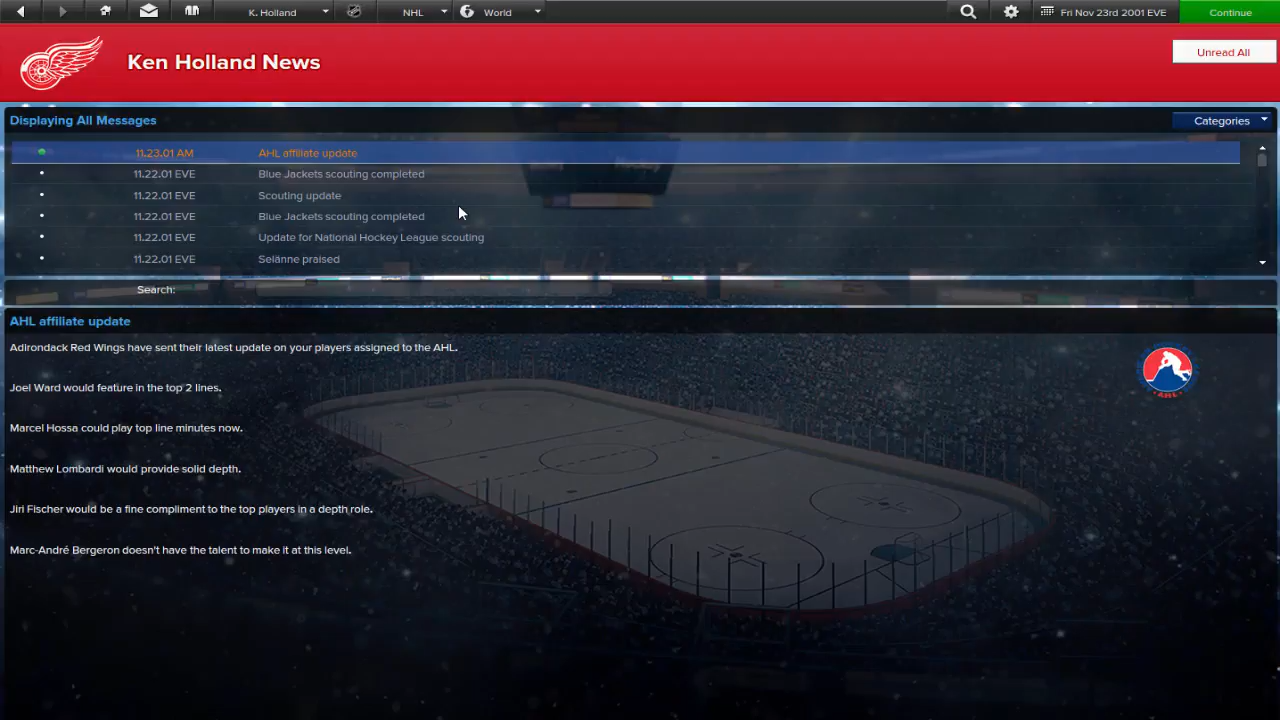 K. Holland
NHL
World
Fri Nov 23rd 2001 EVE
Continue
Ken Holland News
Unread All
Displaying All Messages
Categories
11.23.01 AM AHL affiliate update
11.22.01 EVE Blue Jackets scouting completed
11.22.01 EVE Scouting update
11.22.01 EVE Blue Jackets scouting completed
11.22.01 EVE Update for National Hockey League scouting
11.22.01 EVE Selänne praised
Search:
AHL affiliate update
Adirondack Red Wings have sent their latest update on your players assigned to the AHL.
AHL
Joel Ward would feature in the top 2 lines.
Marcel Hossa could play top line minutes now.
Matthew Lombardi would provide solid depth.
Jiri Fischer would be a fine compliment to the top players in a depth role.
Marc-André Bergeron doesn't have the talent to make it at this level.